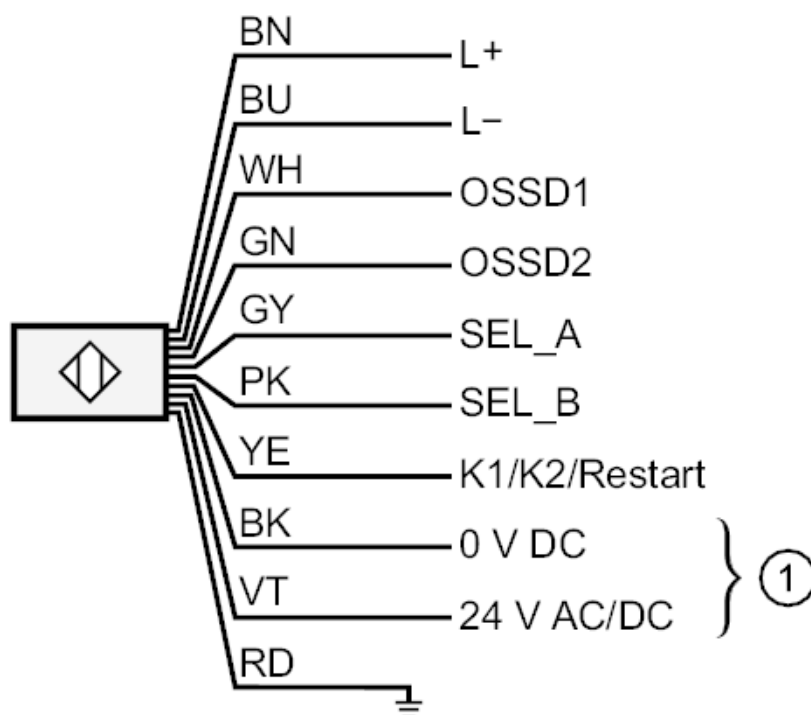 BN L+
BU L−
WH OSSD1
GN OSSD2
GY SEL_A
PK SEL_B
YE K1/K2/Restart
BK 0 V DC
1
VT 24 V AC/DC
RD